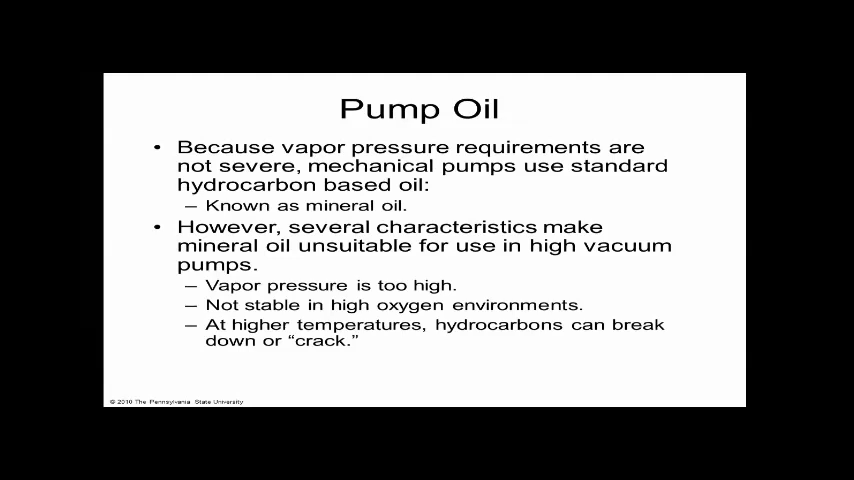 Pump Oil
• Because vapor pressure requirements are
not severe, mechanical pumps use standard
hydrocarbon based oil:
– Known as mineral oil.
• However, several characteristics make
mineral oil unsuitable for use in high vacuum
pumps.
– Vapor pressure is too high.
– Not stable in high oxygen environments.
– At higher temperatures, hydrocarbons can break
down or “crack.”
© 2010 The Pennsylvania State University